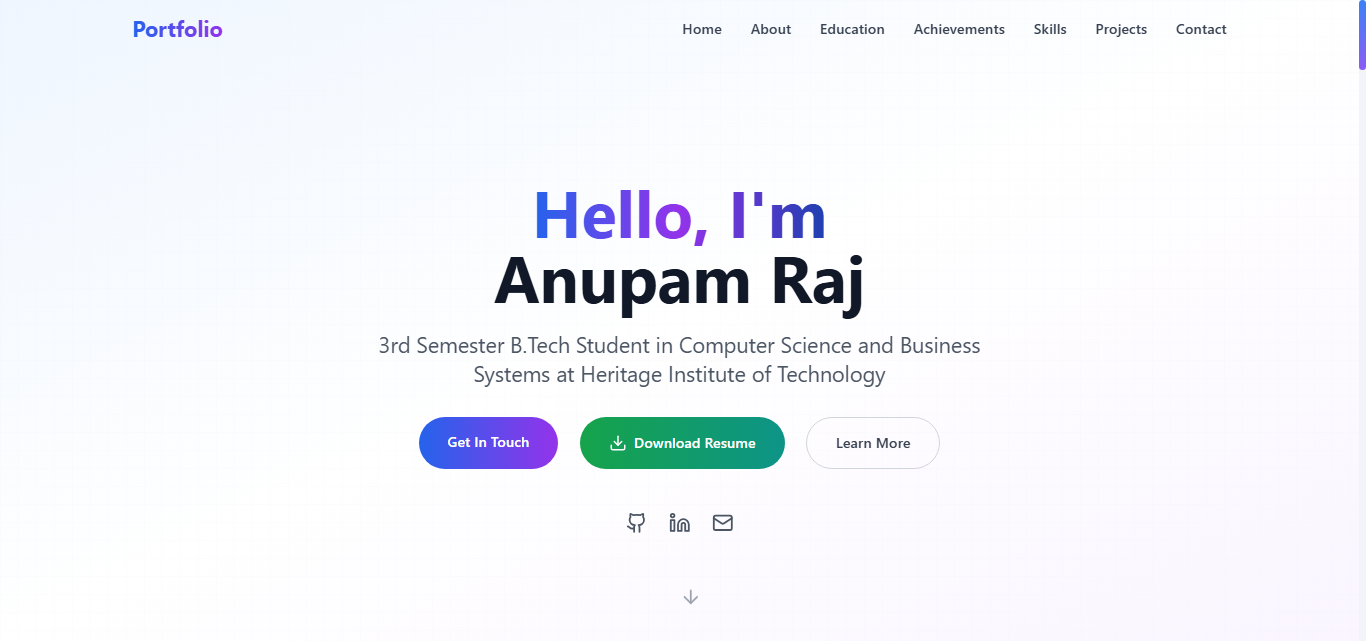 Portfolio
Home About Education Achievements Skills Projects Contact
Hello, I'm
Anupam Raj
3rd Semester B.Tech Student in Computer Science and Business
Systems at Heritage Institute of Technology
Get In Touch
Download Resume
Learn More